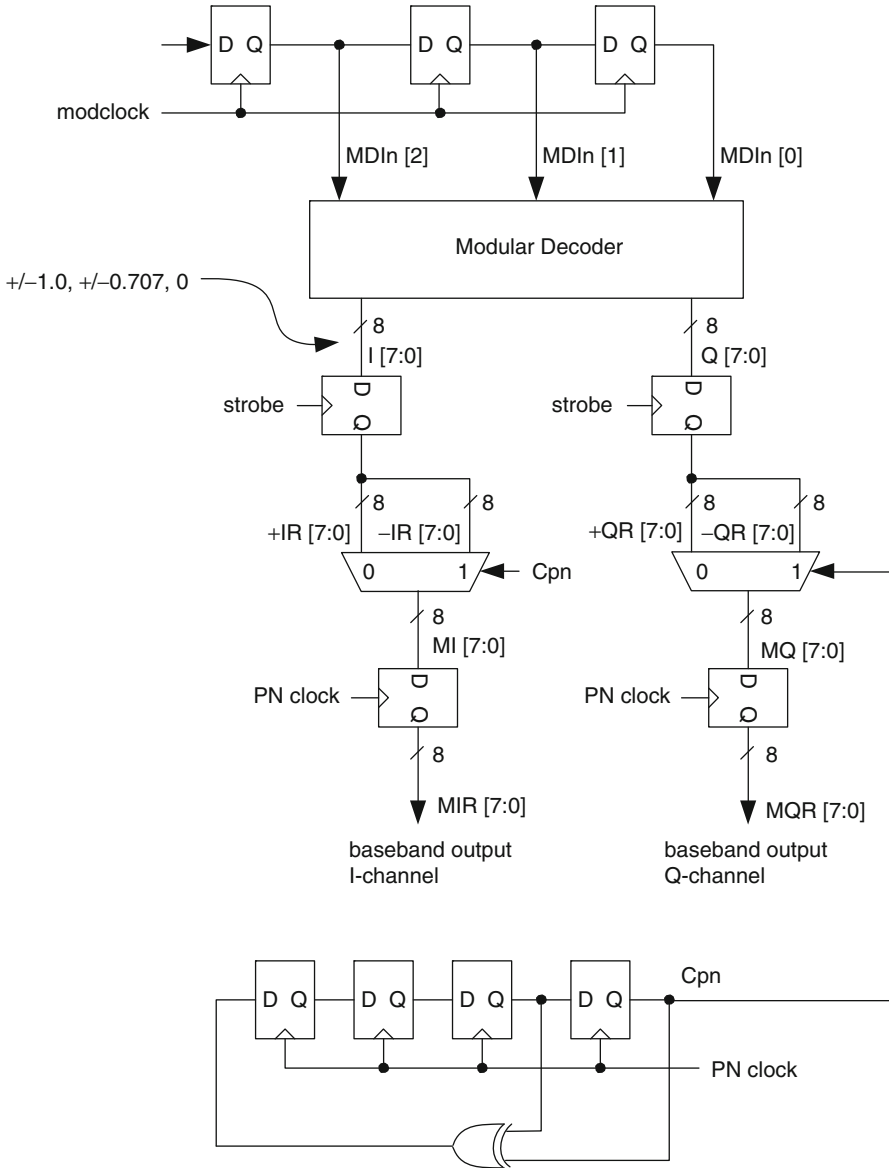 D Q
D Q
D Q
modclock
MDIn [2]
MDIn [1]
MDIn [0]
Modular Decoder
+/–1.0, +/–0.707, 0
8
8
I [7:0]
Q [7:0]
D
Q
D
Q
strobe
strobe
8
8
8
8
+IR [7:0]
–IR [7:0]
+QR [7:0]
–QR [7:0]
0
1
Cpn
0
1
8
8
MI [7:0]
MQ [7:0]
D
Q
D
Q
PN clock
PN clock
8
8
MIR [7:0]
MQR [7:0]
baseband output
I-channel
baseband output
Q-channel
Cpn
D Q
D Q
D Q
D Q
PN clock